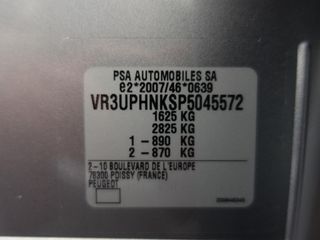 PSA AUTOMOBILES SA
e2*2007/46*0639
VR3UPHNKSP5045572
1625 KG
2825 KG
1 - 890 KG
2 - 870 KG
2 - 10 BOULEVARD DE L'EUROPE
78300 POISSY (FRANCE)
PEUGEOT